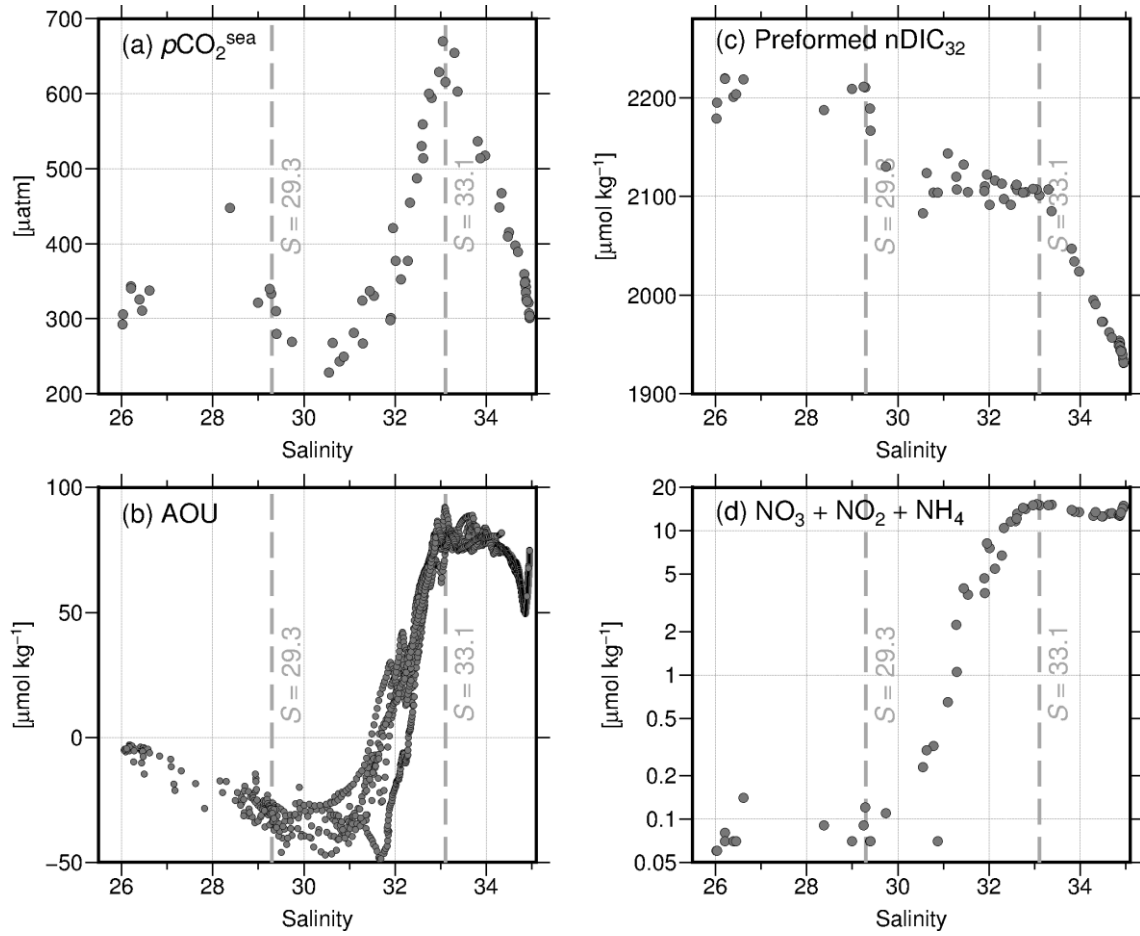 (a) pCO₂ˢᵉᵃ
700
600
500
400
300
200
[μatm]
S = 29.3
S = 33.1
26 28 30 32 34
Salinity
(c) Preformed nDIC₃₂
2200
2100
2000
1900
[μmol kg⁻¹]
S = 29.3
S = 33.1
26 28 30 32 34
Salinity
(b) AOU
100
50
0
−50
[μmol kg⁻¹]
S = 29.3
S = 33.1
26 28 30 32 34
Salinity
(d) NO₃ + NO₂ + NH₄
20
10
5
2
1
0.5
0.2
0.1
0.05
[μmol kg⁻¹]
S = 29.3
S = 33.1
26 28 30 32 34
Salinity